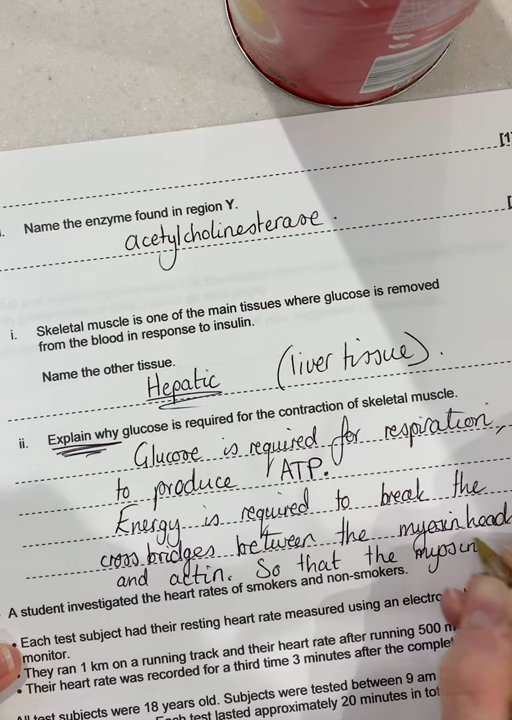 [1
Name the enzyme found in region Y.
acetylcholinesterase.
[
i. Skeletal muscle is one of the main tissues where glucose is removed
from the blood in response to insulin.
Name the other tissue.
Hepatic (liver tissue).
ii. Explain why glucose is required for the contraction of skeletal muscle.
Glucose is required for respiration,
to produce ATP.
Energy is required to break the
cross bridges between the myosin head
and actin. So that the myosin
A student investigated the heart rates of smokers and non-smokers.
• Each test subject had their resting heart rate measured using an electro
monitor.
• They ran 1 km on a running track and their heart rate after running 500 m
• Their heart rate was recorded for a third time 3 minutes after the complet
All test subjects were 18 years old. Subjects were tested between 9 am
Each test lasted approximately 20 minutes in tot